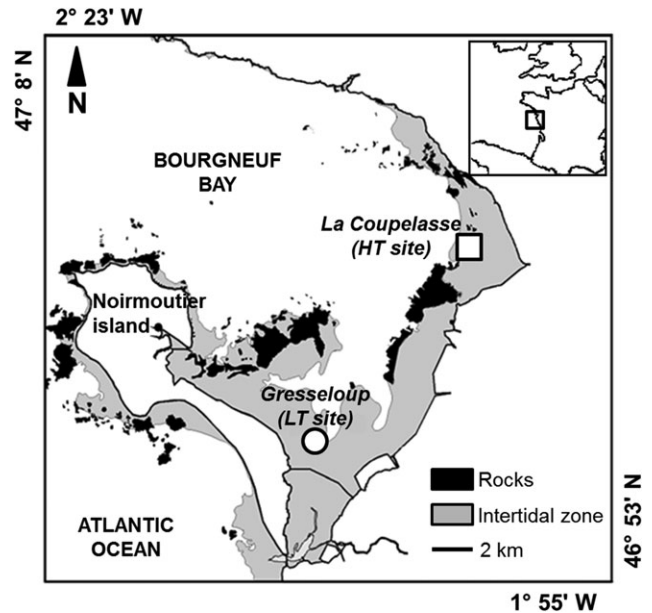 2° 23' W
47° 8' N
N
BOURGNEUF
BAY
La Coupelasse
(HT site)
Noirmoutier
island
Gresseloup
(LT site)
Rocks
Intertidal zone
2 km
ATLANTIC
OCEAN
46° 53' N
1° 55' W